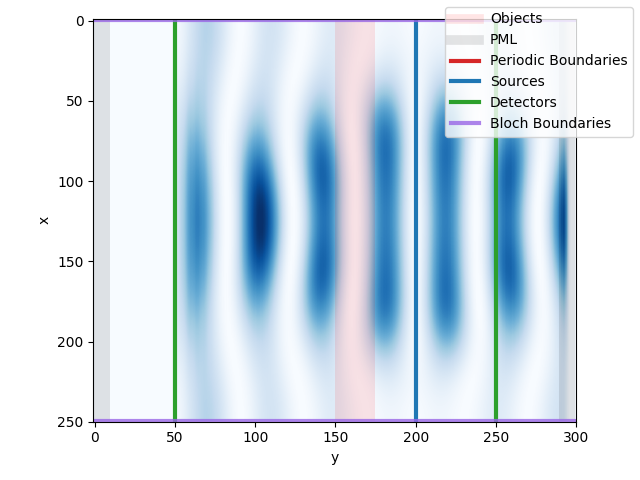 Objects
PML
Periodic Boundaries
Sources
Detectors
Bloch Boundaries
0
50
100
150
200
250
x
0
50
100
150
200
250
300
y